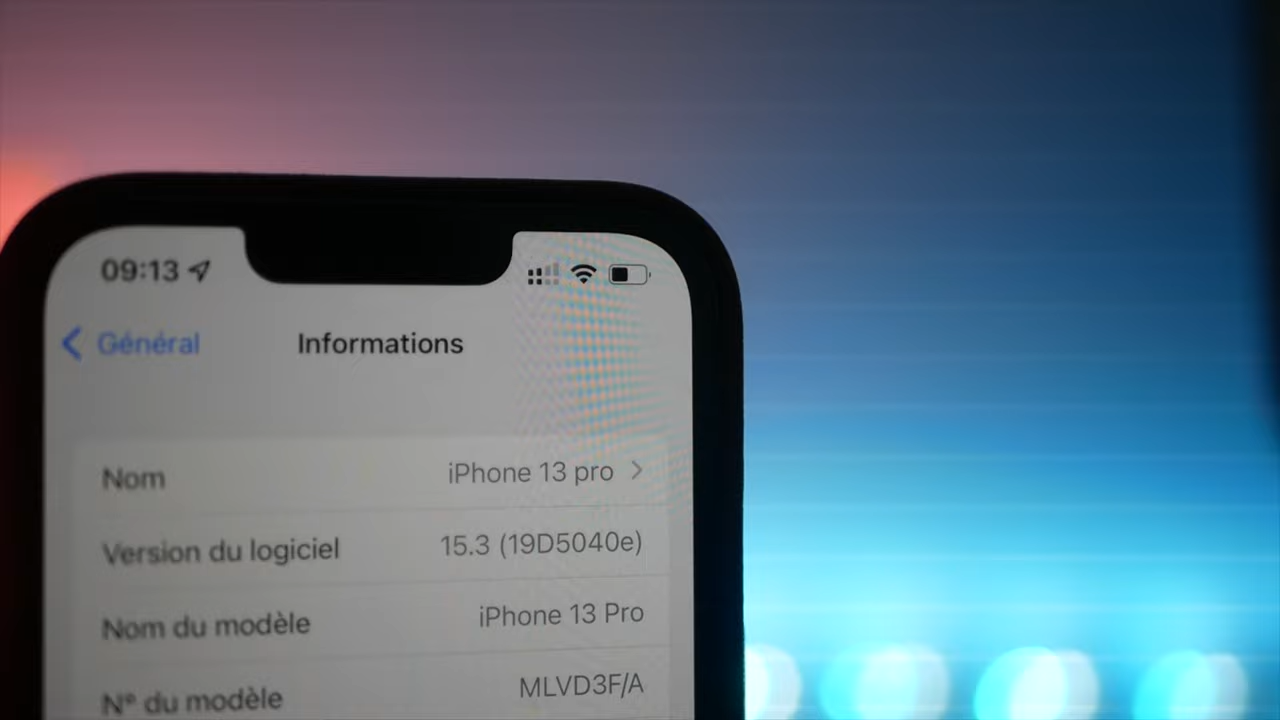 09:13
Général
Informations
Nom
iPhone 13 pro
Version du logiciel
15.3 (19D5040e)
Nom du modèle
iPhone 13 Pro
N° du modèle
MLVD3F/A